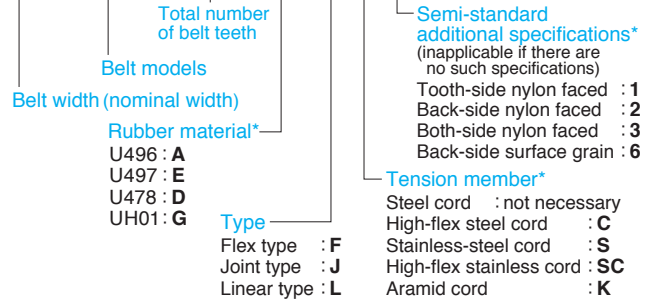 Total number
of belt teeth
Belt models
Belt width (nominal width)
Rubber material*
U496 : A
U497 : E
U478 : D
UH01 : G
Type
Flex type : F
Joint type : J
Linear type : L
Semi-standard
additional specifications*
(inapplicable if there are
no such specifications)
Tooth-side nylon faced : 1
Back-side nylon faced : 2
Both-side nylon faced : 3
Back-side surface grain : 6
Tension member*
Steel cord : not necessary
High-flex steel cord : C
Stainless-steel cord : S
High-flex stainless cord : SC
Aramid cord : K